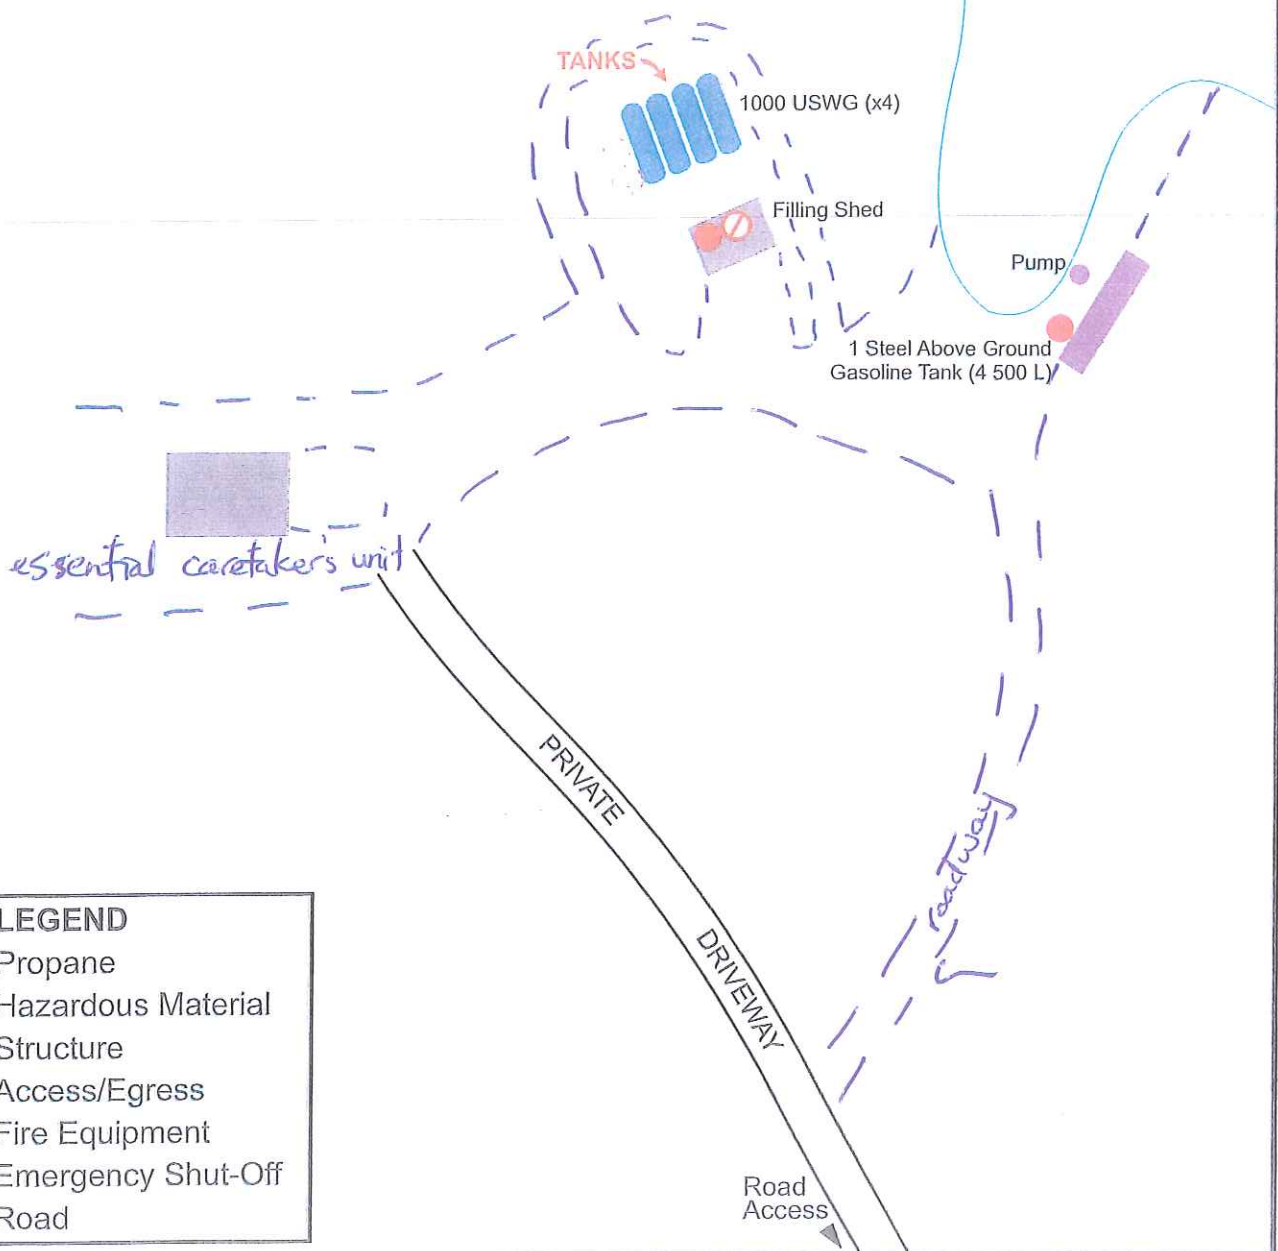 TANKS
1000 USWG (x4)
Filling Shed
Pump
1 Steel Above Ground
Gasoline Tank (4 500 L)
essential caretaker's unit
PRIVATE
DRIVEWAY
roadway
LEGEND
Propane
Hazardous Material
Structure
Access/Egress
Fire Equipment
Emergency Shut-Off
Road
Road
Access